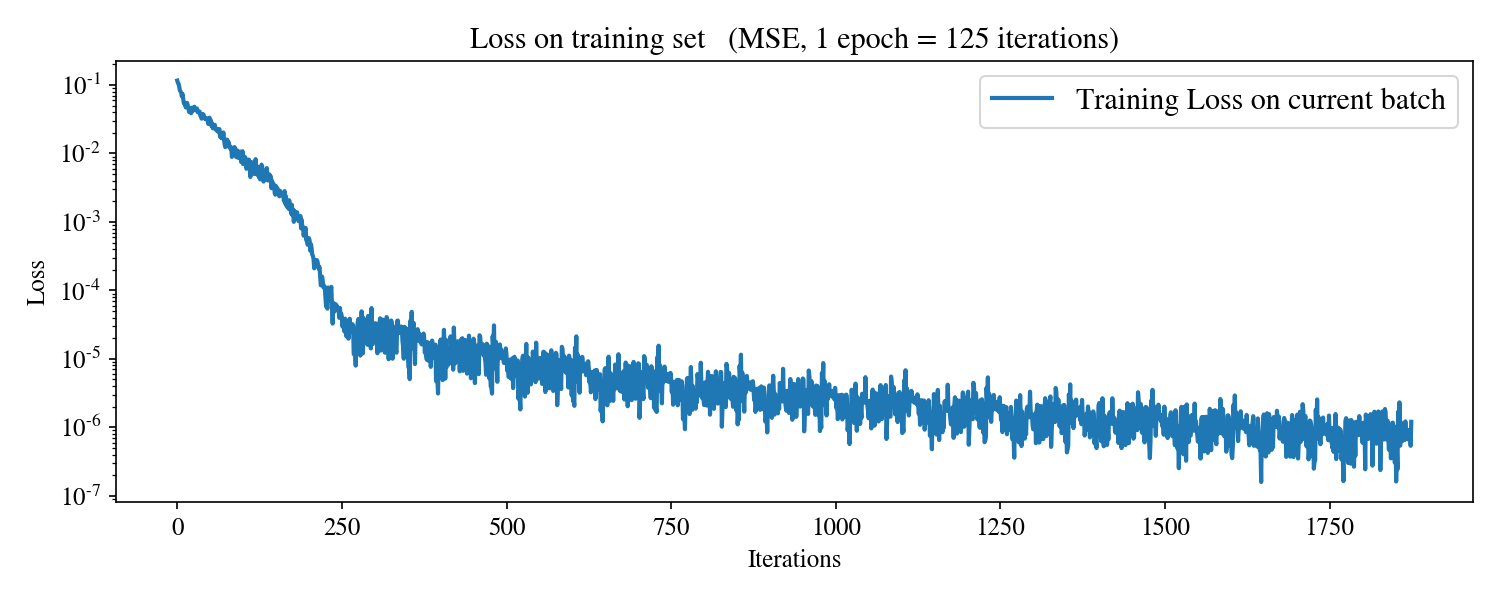 Loss on training set (MSE, 1 epoch = 125 iterations)
Training Loss on current batch
Loss
10^-1
10^-2
10^-3
10^-4
10^-5
10^-6
10^-7
0 250 500 750 1000 1250 1500 1750
Iterations